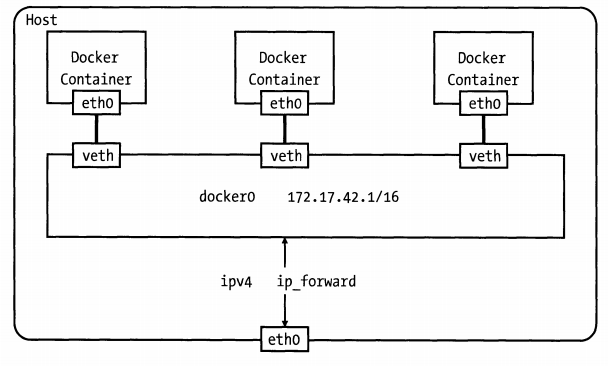 Host
Docker
Container
eth0
Docker
Container
eth0
Docker
Container
eth0
veth
veth
veth
docker0 172.17.42.1/16
ipv4 ip_forward
eth0